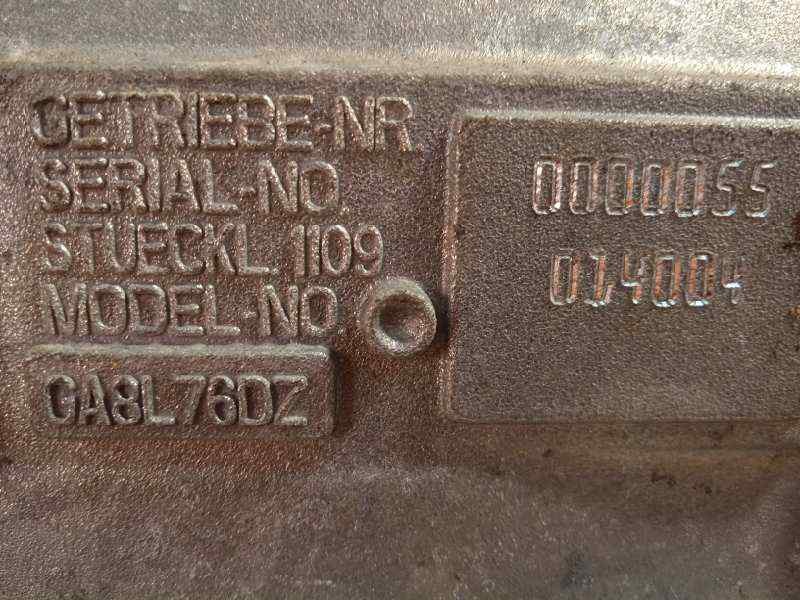 GETRIEBE-NR.
SERIAL-NO.
STUECKL. 1109
MODEL-NO
GA8L76DZ
0000055
014004